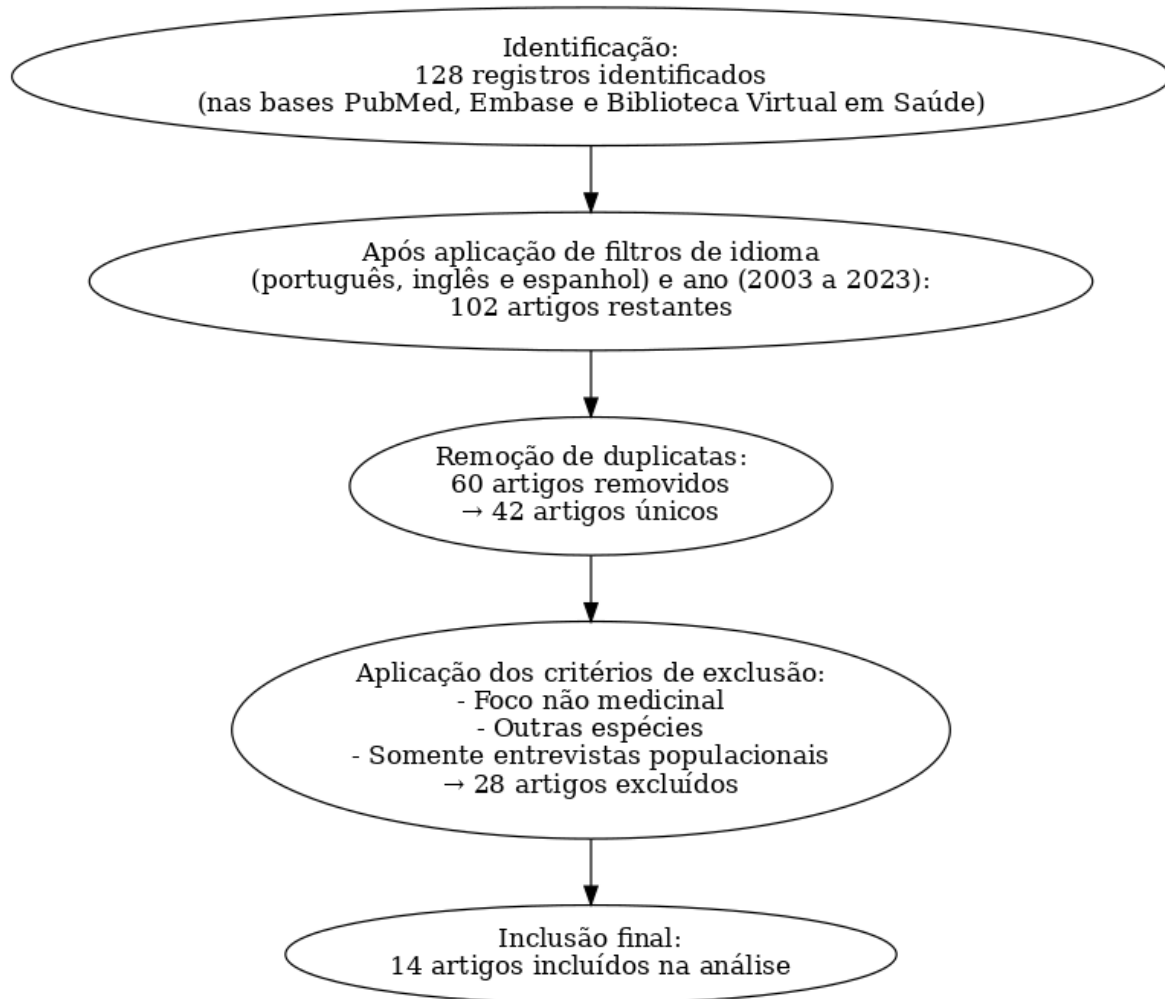 Identificação:
128 registros identificados
(nas bases PubMed, Embase e Biblioteca Virtual em Saúde)
Após aplicação de filtros de idioma
(português, inglês e espanhol) e ano (2003 a 2023):
102 artigos restantes
Remoção de duplicatas:
60 artigos removidos
→ 42 artigos únicos
Aplicação dos critérios de exclusão:
- Foco não medicinal
- Outras espécies
- Somente entrevistas populacionais
→ 28 artigos excluídos
Inclusão final:
14 artigos incluídos na análise